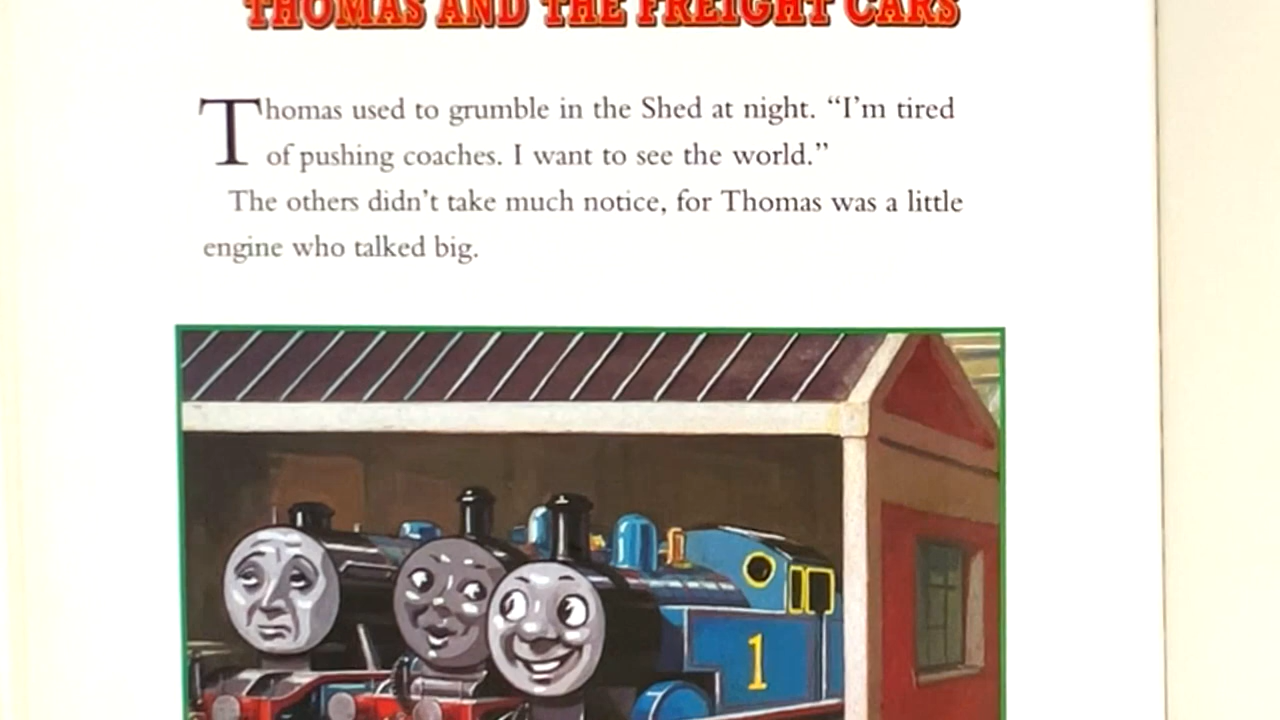 THOMAS AND THE FREIGHT CARS
Thomas used to grumble in the Shed at night. “I’m tired
of pushing coaches. I want to see the world.”
The others didn’t take much notice, for Thomas was a little
engine who talked big.
1